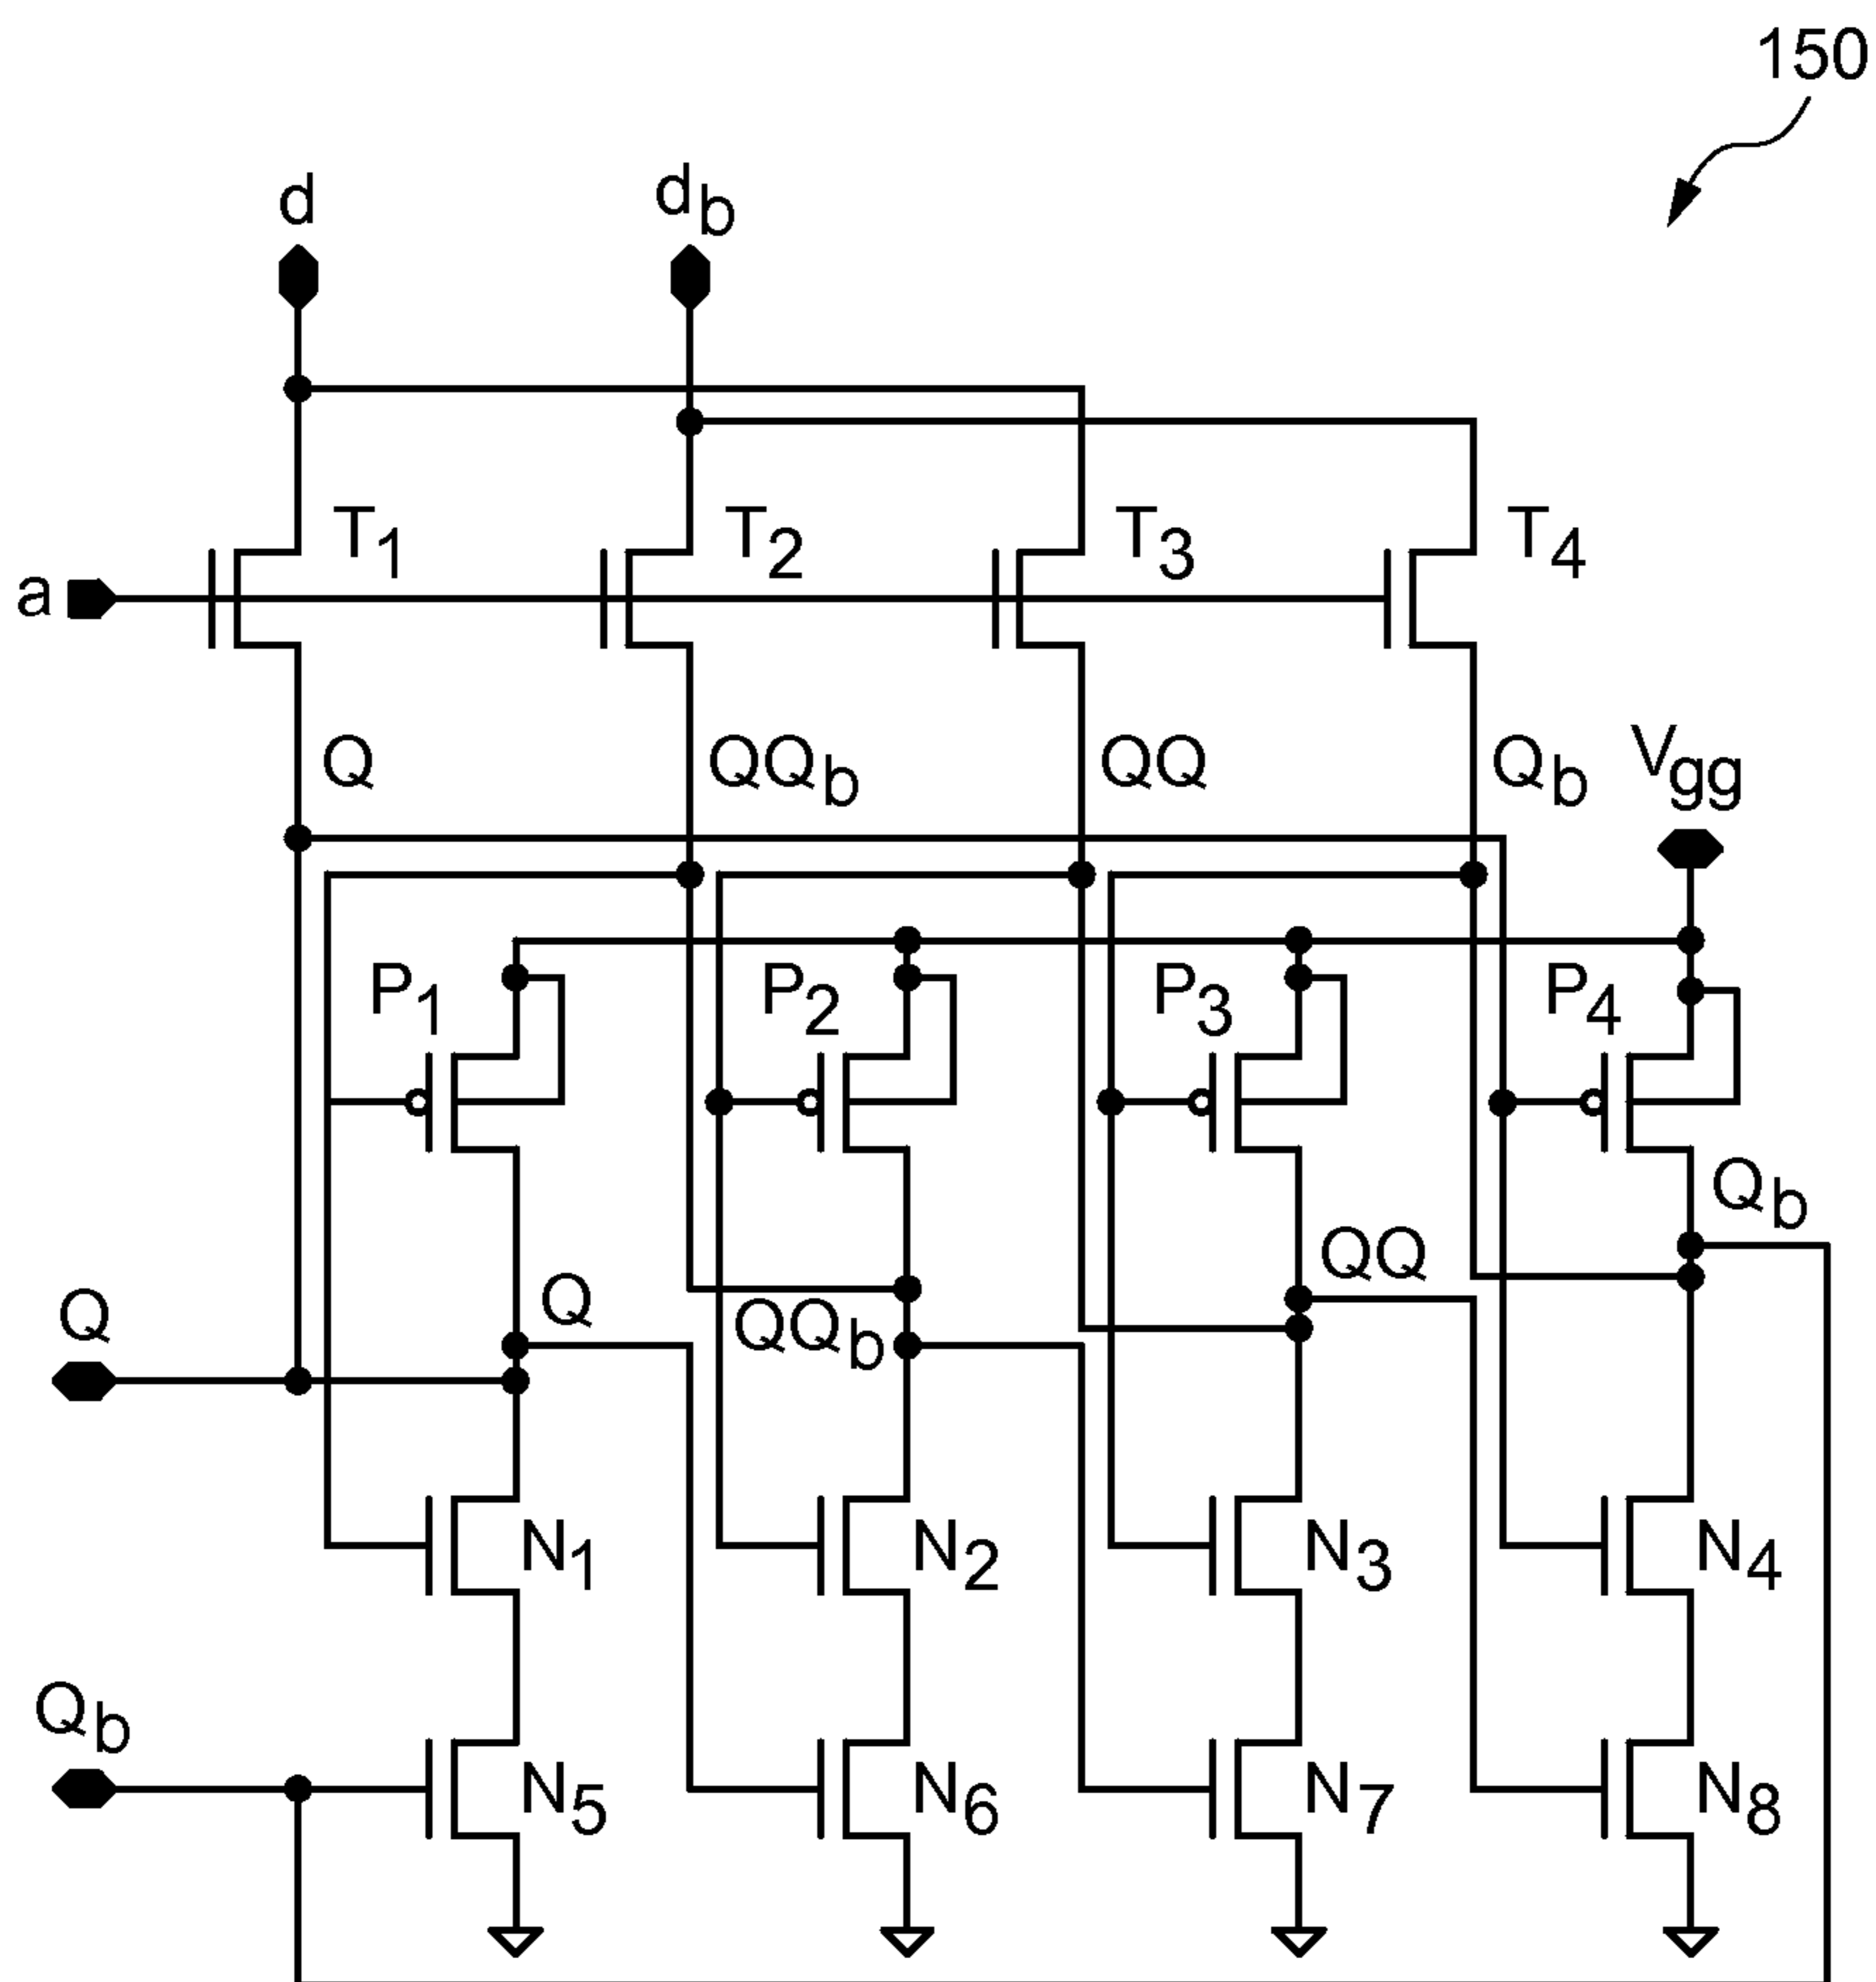 150
d
d_b
T_1
T_2
T_3
T_4
a
Q
QQ_b
QQ
Q_b
V_gg
P_1
P_2
P_3
P_4
Q_b
QQ
Q
Q
QQ_b
N_1
N_2
N_3
N_4
Q_b
N_5
N_6
N_7
N_8